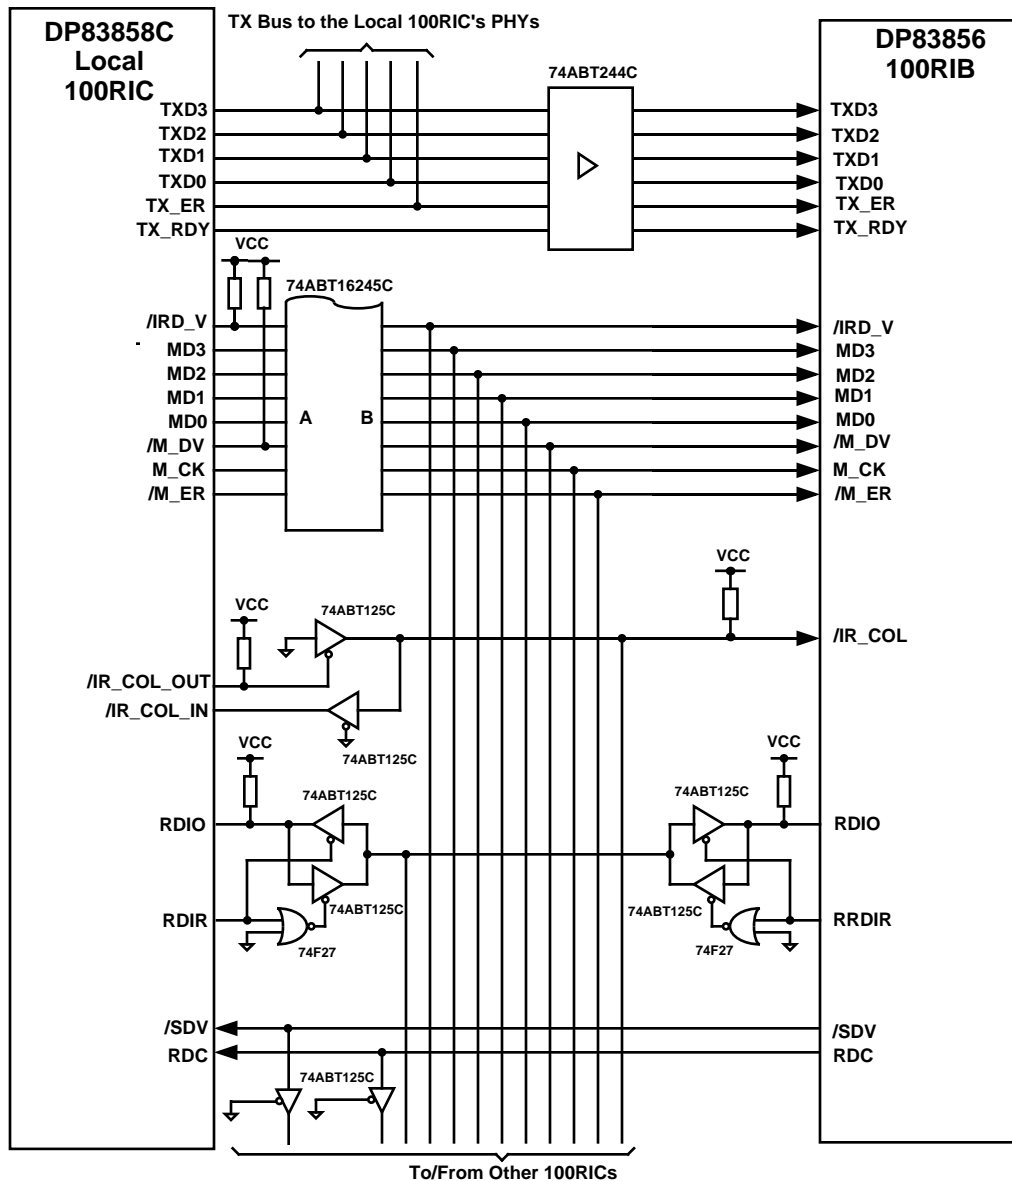 TX Bus to the Local 100RIC's PHYs
DP83858C
Local
100RIC
DP83856
100RIB
74ABT244C
TXD3
TXD2
TXD1
TXD0
TX_ER
TX_RDY
TXD3
TXD2
TXD1
TXD0
TX_ER
TX_RDY
VCC
74ABT16245C
/IRD_V
MD3
MD2
MD1
MD0
/M_DV
M_CK
/M_ER
A
B
/IRD_V
MD3
MD2
MD1
MD0
/M_DV
M_CK
/M_ER
VCC
VCC
74ABT125C
/IR_COL
/IR_COL_OUT
/IR_COL_IN
74ABT125C
VCC
VCC
74ABT125C
74ABT125C
RDIO
RDIO
74ABT125C
74ABT125C
RDIR
RRDIR
74F27
74F27
/SDV
RDC
/SDV
RDC
74ABT125C
To/From Other 100RICs